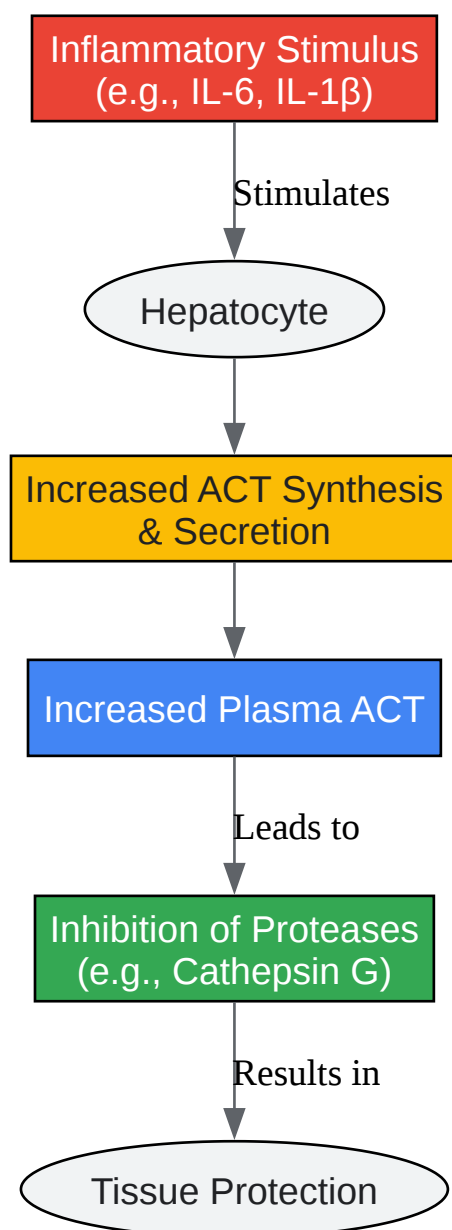 Inflammatory Stimulus
(e.g., IL-6, IL-1β)
Stimulates
Hepatocyte
Increased ACT Synthesis
& Secretion
Increased Plasma ACT
Leads to
Inhibition of Proteases
(e.g., Cathepsin G)
Results in
Tissue Protection